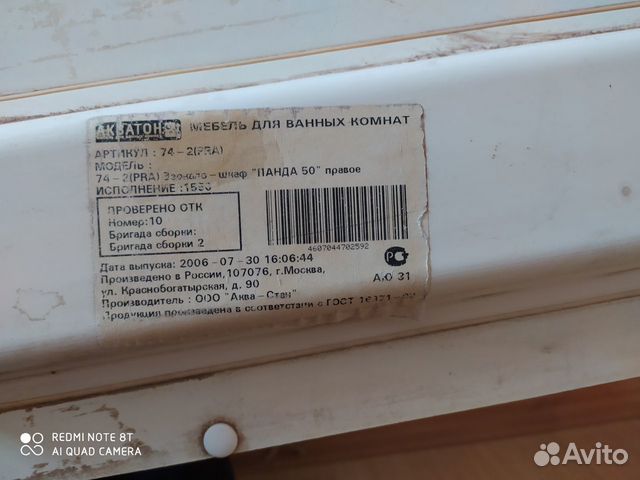 АКВАТОН МЕБЕЛЬ ДЛЯ ВАННЫХ КОМНАТ
АРТИКУЛ : 74-2(PRA)
МОДЕЛЬ :
74-2(PRA) Зеркало-шкаф "ПАНДА 50" правое
ИСПОЛНЕНИЕ :
ПРОВЕРЕНО ОТК
Номер: 10
Бригада сборки:
Бригада сборки 2
4607044702592
Дата выпуска: 2006-07-30 16:06:44
Произведено в России, 107076, г.Москва,
ул. Краснобогатырская, д. 90
РС
А.Ю 31
Производитель : ООО "Аква-Стан"
Продукция произведена в соответствии с ГОСТ
REDMI NOTE 8T
AI QUAD CAMERA
Avito